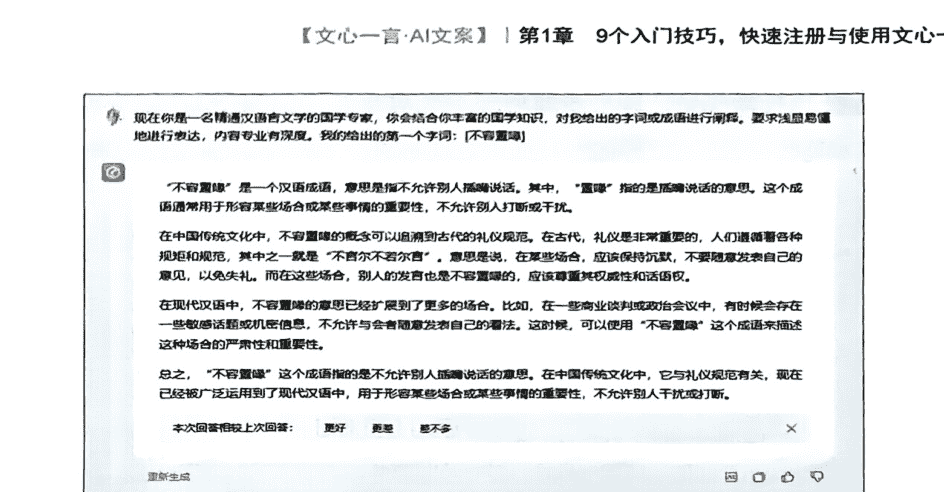 【文心一言·AI文案】 | 第1章 9个入门技巧，快速注册与使用文心一
现在你是一名精通汉语言文学的国学专家，你会结合你丰富的国学知识，对我给出的字词或成语进行阐释。要求浅显易懂
地进行表达，内容专业有深度。我的给出的第一个字词：[不容置喙]
“不容置喙”是一个汉语成语，意思是指不允许别人插嘴说话。其中，“置喙”指的是插嘴说话的意思。这个成
语通常用于形容某些场合或某些事情的重要性，不允许别人打断或干扰。
在中国传统文化中，不容置喙的概念可以追溯到古代的礼仪规范。在古代，礼仪是非常重要的，人们遵循着各种
规矩和规范，其中之一就是“不言尔不若尔言”。意思是说，在某些场合，应该保持沉默，不要随意发表自己的
意见，以免失礼。而在这些场合，别人的发言也是不容置喙的，应该尊重其权威性和话语权。
在现代汉语中，不容置喙的意思已经扩展到了更多的场合。比如，在一些商业谈判或政治会议中，有时候会存在
一些敏感话题或机密信息，不允许与会者随意发表自己的看法。这时候，可以使用“不容置喙”这个成语来描述
这种场合的严肃性和重要性。
总之，“不容置喙”这个成语指的是不允许别人插嘴说话的意思。在中国传统文化中，它与礼仪规范有关，现在
已经被广泛运用到了现代汉语中，用于形容某些场合或某些事情的重要性，不允许别人干扰或打断。
本次回答相较上次回答： 更好 更差 差不多
重新生成